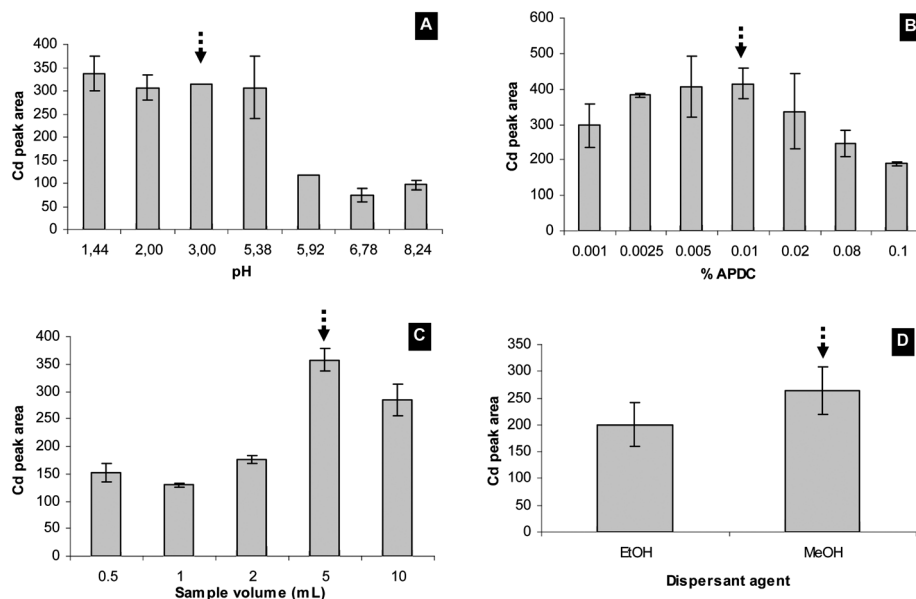 A
Cd peak area
400
350
300
250
200
150
100
50
0
1,44 2,00 3,00 5,38 5,92 6,78 8,24
pH
B
Cd peak area
600
500
400
300
200
100
0
0.001 0.0025 0.005 0.01 0.02 0.08 0.1
% APDC
C
Cd peak area
400
350
300
250
200
150
100
50
0
0.5 1 2 5 10
Sample volume (mL)
D
Cd peak area
350
300
250
200
150
100
50
0
EtOH MeOH
Dispersant agent